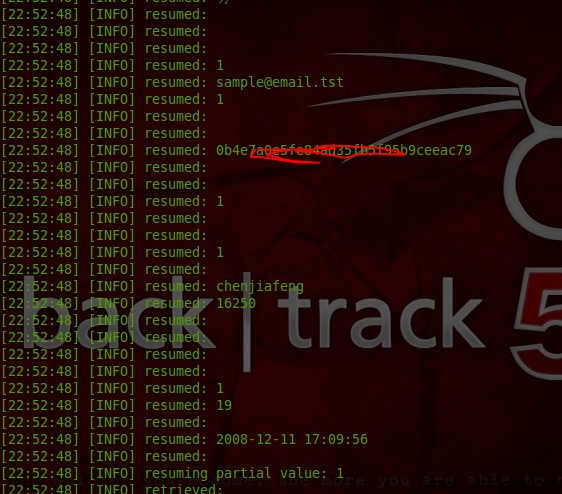 [22:52:48] [INFO] resumed:
[22:52:48] [INFO] resumed:
[22:52:48] [INFO] resumed:
[22:52:48] [INFO] resumed: 1
[22:52:48] [INFO] resumed: sample@email.tst
[22:52:48] [INFO] resumed: 1
[22:52:48] [INFO] resumed:
[22:52:48] [INFO] resumed:
[22:52:48] [INFO] resumed:
[22:52:48] [INFO] resumed:
[22:52:48] [INFO] resumed:
[22:52:48] [INFO] resumed: 1
[22:52:48] [INFO] resumed:
[22:52:48] [INFO] resumed:
[22:52:48] [INFO] resumed: 1
[22:52:48] [INFO] resumed:
[22:52:48] [INFO] resumed: chenjiafeng
[22:52:48] [INFO] resumed: 16250
[22:52:48] [INFO] resumed:
[22:52:48] [INFO] resumed:
back | track 5
[22:52:48] [INFO] resumed:
[22:52:48] [INFO] resumed:
[22:52:48] [INFO] resumed: 1
[22:52:48] [INFO] resumed: 19
[22:52:48] [INFO] resumed:
[22:52:48] [INFO] resumed: 2008-12-11 17:09:56
[22:52:48] [INFO] resumed:
[22:52:48] [INFO] resuming partial value: 1
[22:52:48] [INFO] retrieved:
the more you are able to